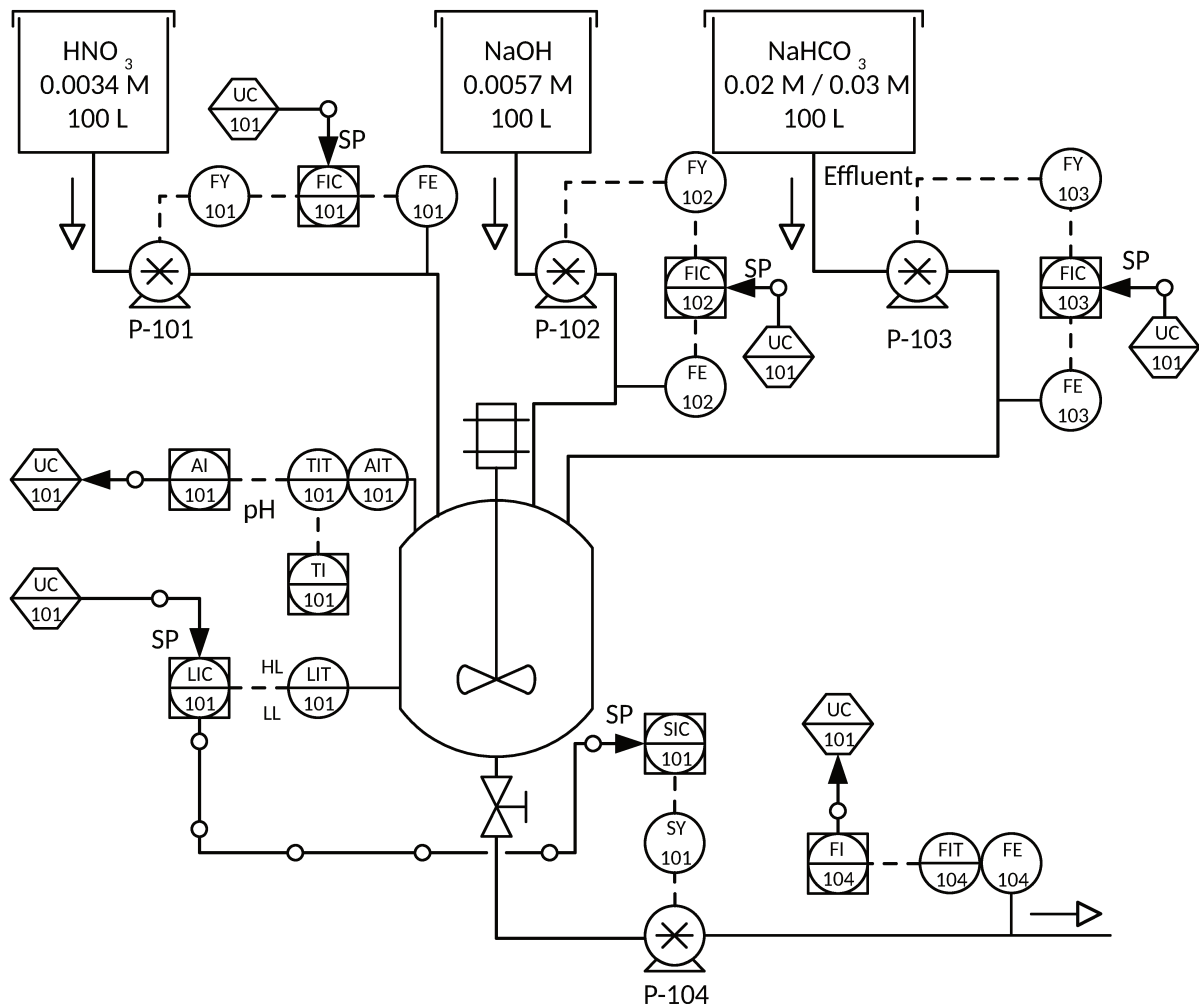 HNO 3
0.0034 M
100 L
NaOH
0.0057 M
100 L
NaHCO 3
0.02 M / 0.03 M
100 L
UC
101
SP
FY
101
FIC
101
FE
101
P-101
FY
102
FIC
102
SP
UC
101
FE
102
P-102
Effluent
FY
103
FIC
103
SP
UC
101
FE
103
P-103
UC
101
AI
101
pH
TIT
101
AIT
101
TI
101
UC
101
SP
LIC
101
HL
LL
LIT
101
SP
SIC
101
SY
101
P-104
UC
101
FI
104
FIT
104
FE
104